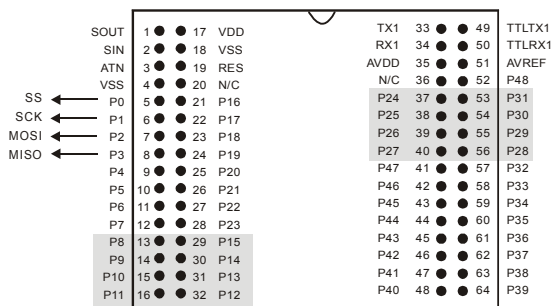 SOUT 1 17 VDD TX1 33 49 TTLTX1
SIN 2 18 VSS RX1 34 50 TTLRX1
ATN 3 19 RES AVDD 35 51 AVREF
VSS 4 20 N/C N/C 36 52 P48
SS P0 5 21 P16 P24 37 53 P31
SCK P1 6 22 P17 P25 38 54 P30
MOSI P2 7 23 P18 P26 39 55 P29
MISO P3 8 24 P19 P27 40 56 P28
P4 9 25 P20 P47 41 57 P32
P5 10 26 P21 P46 42 58 P33
P6 11 27 P22 P45 43 59 P34
P7 12 28 P23 P44 44 60 P35
P8 13 29 P15 P43 45 61 P36
P9 14 30 P14 P42 46 62 P37
P10 15 31 P13 P41 47 63 P38
P11 16 32 P12 P40 48 64 P39